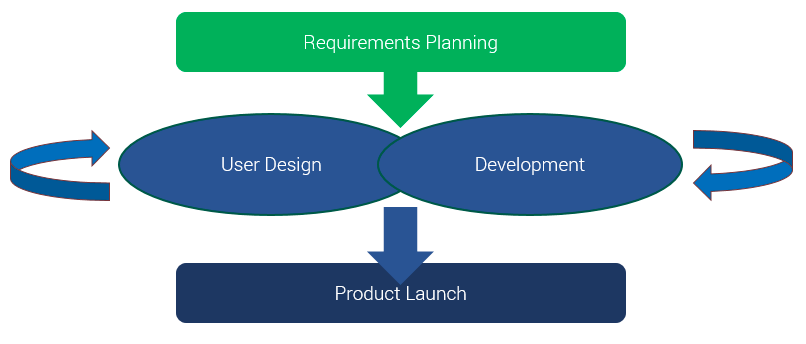 Requirements Planning
User Design
Development
Product Launch